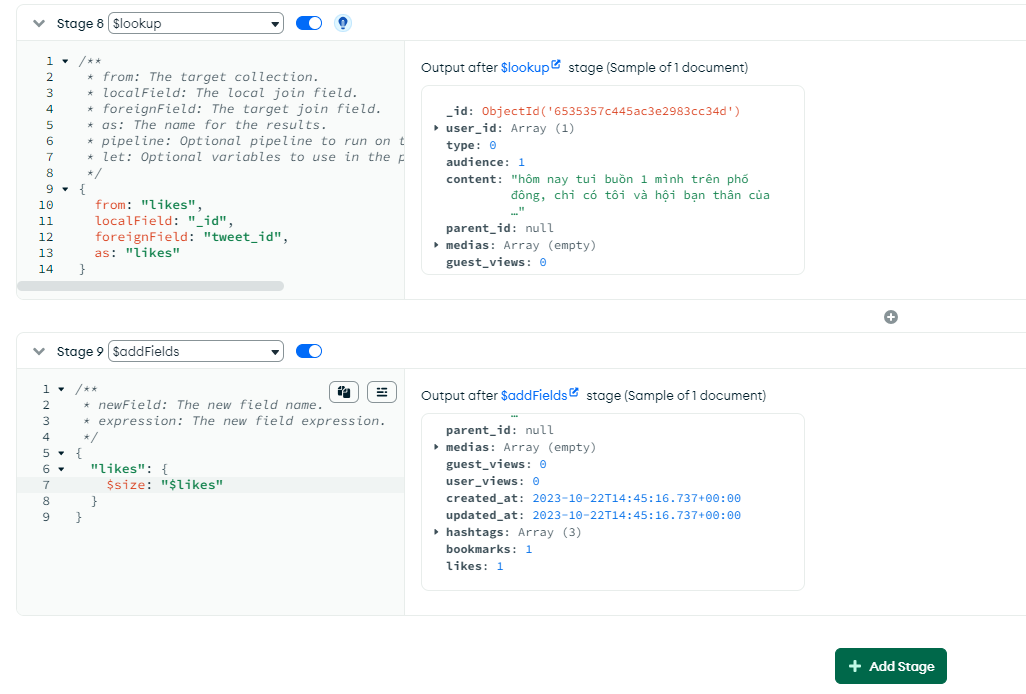 Stage 8 $lookup
1 /**
2 * from: The target collection.
3 * localField: The local join field.
4 * foreignField: The target join field.
5 * as: The name for the results.
6 * pipeline: Optional pipeline to run on t
7 * let: Optional variables to use in the p
8 */
9 {
10 from: "likes",
11 localField: "_id",
12 foreignField: "tweet_id",
13 as: "likes"
14 }
Output after $lookup stage (Sample of 1 document)
_id: ObjectId('6535357c445ac3e2983cc34d')
user_id: Array (1)
type: 0
audience: 1
content: "hôm nay tui buồn 1 mình trên phố
đông, chỉ có tôi và hội bạn thân của
…"
parent_id: null
medias: Array (empty)
guest_views: 0
Stage 9 $addFields
1 /**
2 * newField: The new field name.
3 * expression: The new field expression.
4 */
5 {
6 "likes": {
7 $size: "$likes"
8 }
9 }
Output after $addFields stage (Sample of 1 document)
…
parent_id: null
medias: Array (empty)
guest_views: 0
user_views: 0
created_at: 2023-10-22T14:45:16.737+00:00
updated_at: 2023-10-22T14:45:16.737+00:00
hashtags: Array (3)
bookmarks: 1
likes: 1
Add Stage